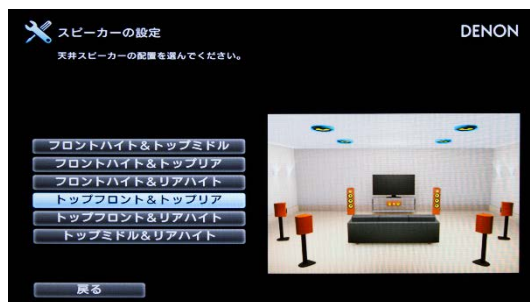 スピーカーの設定
DENON
天井スピーカーの配置を選んでください。
フロントハイト＆トップミドル
フロントハイト＆トップリア
フロントハイト＆リアハイト
トップフロント＆トップリア
トップフロント＆リアハイト
トップミドル＆リアハイト
戻る